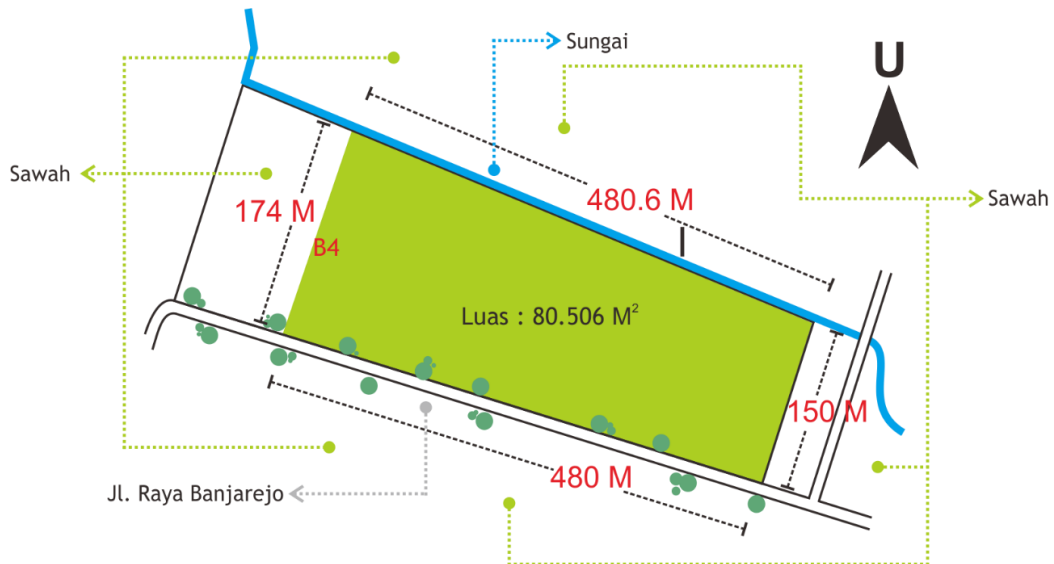 Sungai
U
Sawah
174 M
B4
480.6 M
Sawah
Luas : 80.506 M²
150 M
480 M
Jl. Raya Banjarejo